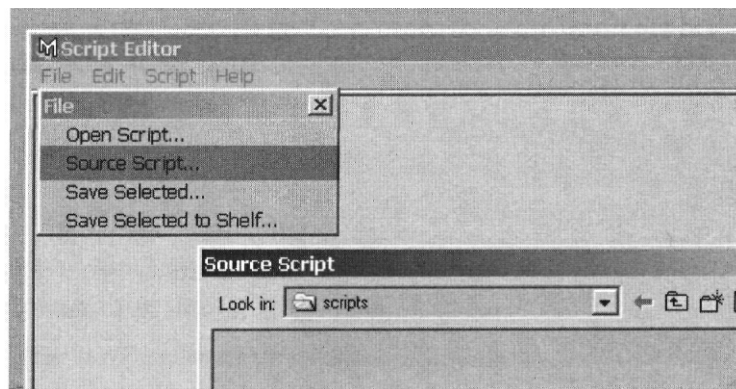 Script Editor
File Edit Script Help
File
Open Script...
Source Script...
Save Selected...
Save Selected to Shelf...
Source Script
Look in: scripts